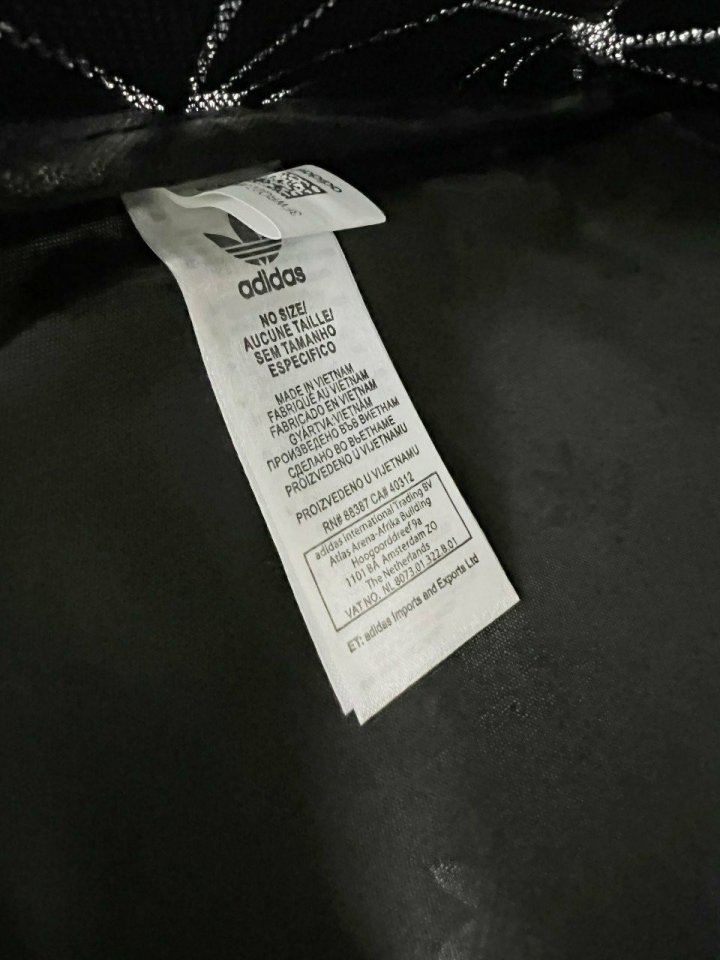 adidas
NO SIZE/
AUCUNE TAILLE/
SEM TAMANHO
ESPECIFICO
MADE IN VIETNAM
FABRIQUÉ AU VIÊTNAM
FABRICADO EN VIETNAM
GYÁRTVA:VIETNÁM
ПРОИЗВЕДЕНО ВЪВ ВИЕТНАМ
СДЕЛАНО ВО ВЬЕТНАМЕ
PROIZVEDENO U VIJETNAMU
PROIZVEDENO U VIJETNAMU
RN# 88387 CA# 40312
adidas International Trading BV
Atlas Arena-Afrika Building
Hoogoorddreef 9a
1101 BA Amsterdam ZO
The Netherlands
VAT NO. NL 8073.01.322.B.01
ET: adidas Imports and Exports Ltd